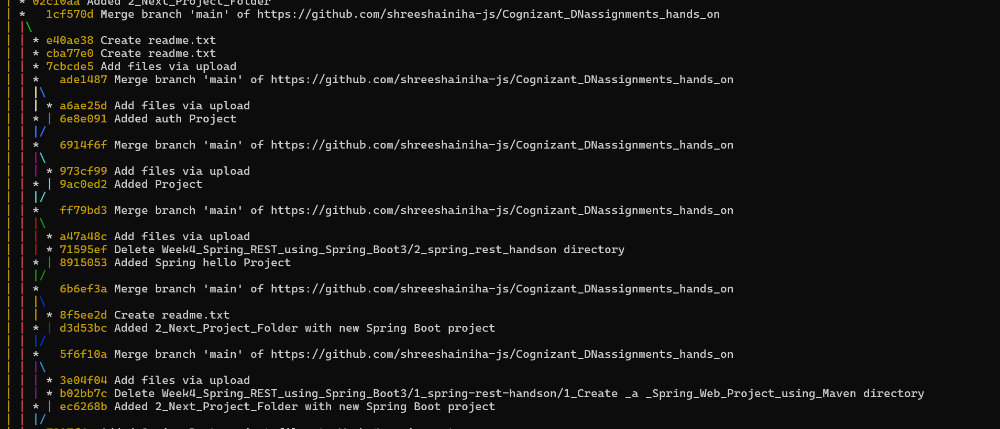 | * 02c10aa Added 2_Next_Project_Folder
| *   1cf570d Merge branch 'main' of https://github.com/shreeshainiha-js/Cognizant_DNassignments_hands_on
| |\
| | * e40ae38 Create readme.txt
| | * cba77e0 Create readme.txt
| | * 7cbcde5 Add files via upload
| | *   ade1487 Merge branch 'main' of https://github.com/shreeshainiha-js/Cognizant_DNassignments_hands_on
| | |\
| | | * a6ae25d Add files via upload
| | * | 6e8e091 Added auth Project
| | |/
| | *   6914f6f Merge branch 'main' of https://github.com/shreeshainiha-js/Cognizant_DNassignments_hands_on
| | |\
| | | * 973cf99 Add files via upload
| | * | 9ac0ed2 Added Project
| | |/
| | *   ff79bd3 Merge branch 'main' of https://github.com/shreeshainiha-js/Cognizant_DNassignments_hands_on
| | |\
| | | * a47a48c Add files via upload
| | | * 71595ef Delete Week4_Spring_REST_using_Spring_Boot3/2_spring_rest_handson directory
| | * | 8915053 Added Spring hello Project
| | |/
| | *   6b6ef3a Merge branch 'main' of https://github.com/shreeshainiha-js/Cognizant_DNassignments_hands_on
| | |\
| | | * 8f5ee2d Create readme.txt
| | * | d3d53bc Added 2_Next_Project_Folder with new Spring Boot project
| | |/
| | *   5f6f10a Merge branch 'main' of https://github.com/shreeshainiha-js/Cognizant_DNassignments_hands_on
| | |\
| | | * 3e04f04 Add files via upload
| | | * b02bb7c Delete Week4_Spring_REST_using_Spring_Boot3/1_spring-rest-handson/1_Create _a _Spring_Web_Project_using_Maven directory
| | * | ec6268b Added 2_Next_Project_Folder with new Spring Boot project
| | |/